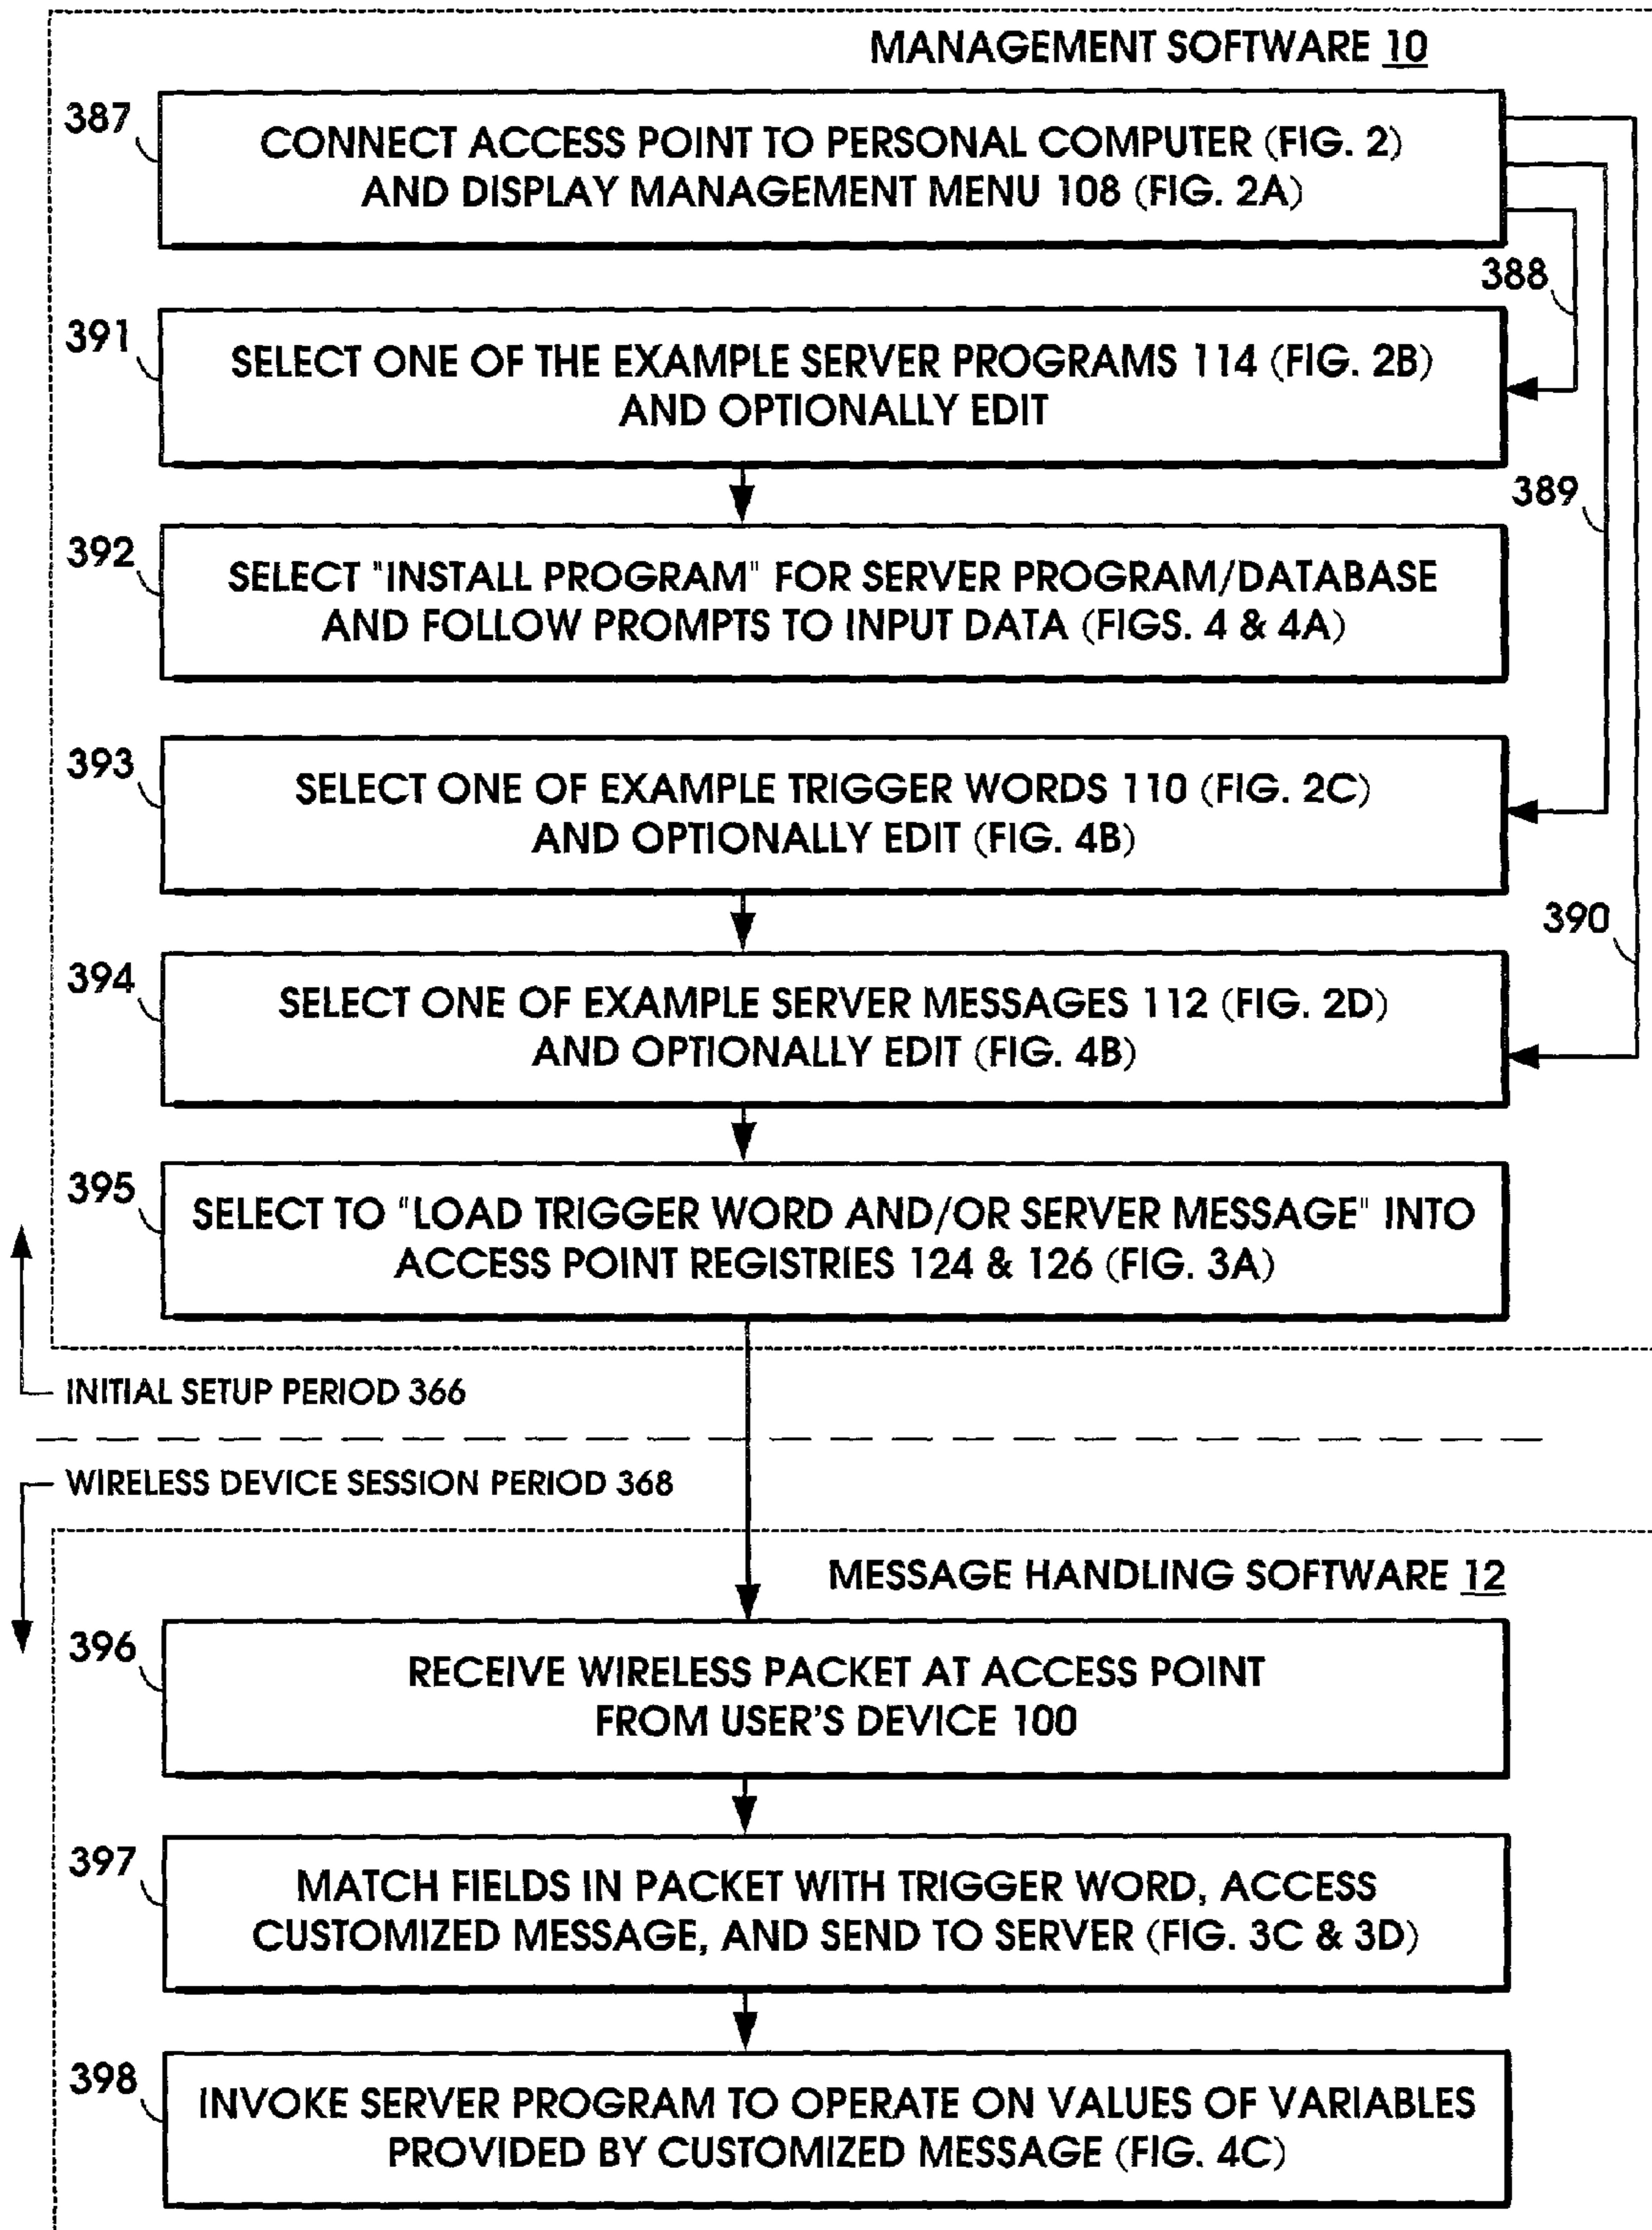 MANAGEMENT SOFTWARE 10
387
CONNECT ACCESS POINT TO PERSONAL COMPUTER (FIG. 2)
AND DISPLAY MANAGEMENT MENU 108 (FIG. 2A)
388
391
SELECT ONE OF THE EXAMPLE SERVER PROGRAMS 114 (FIG. 2B)
AND OPTIONALLY EDIT
389
392
SELECT "INSTALL PROGRAM" FOR SERVER PROGRAM/DATABASE
AND FOLLOW PROMPTS TO INPUT DATA (FIGS. 4 & 4A)
393
SELECT ONE OF EXAMPLE TRIGGER WORDS 110 (FIG. 2C)
AND OPTIONALLY EDIT (FIG. 4B)
390
394
SELECT ONE OF EXAMPLE SERVER MESSAGES 112 (FIG. 2D)
AND OPTIONALLY EDIT (FIG. 4B)
395
SELECT TO "LOAD TRIGGER WORD AND/OR SERVER MESSAGE" INTO
ACCESS POINT REGISTRIES 124 & 126 (FIG. 3A)
INITIAL SETUP PERIOD 366
WIRELESS DEVICE SESSION PERIOD 368
MESSAGE HANDLING SOFTWARE 12
396
RECEIVE WIRELESS PACKET AT ACCESS POINT
FROM USER'S DEVICE 100
397
MATCH FIELDS IN PACKET WITH TRIGGER WORD, ACCESS
CUSTOMIZED MESSAGE, AND SEND TO SERVER (FIG. 3C & 3D)
398
INVOKE SERVER PROGRAM TO OPERATE ON VALUES OF VARIABLES
PROVIDED BY CUSTOMIZED MESSAGE (FIG. 4C)